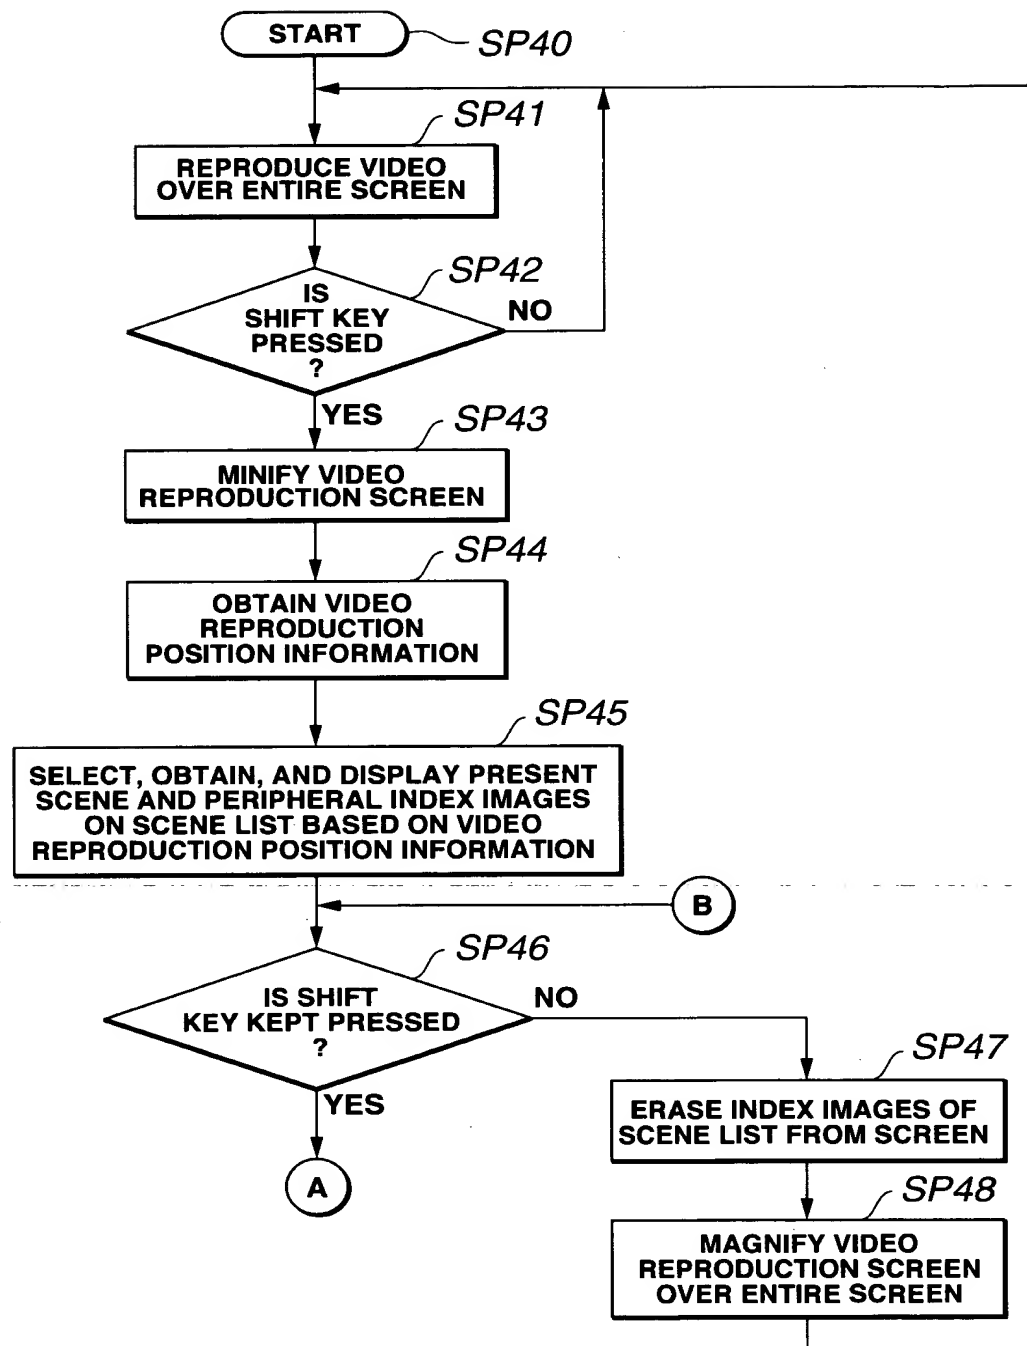 START
SP40
SP41
REPRODUCE VIDEO
OVER ENTIRE SCREEN
SP42
IS
SHIFT KEY
PRESSED
?
NO
YES
SP43
MINIFY VIDEO
REPRODUCTION SCREEN
SP44
OBTAIN VIDEO
REPRODUCTION
POSITION INFORMATION
SP45
SELECT, OBTAIN, AND DISPLAY PRESENT
SCENE AND PERIPHERAL INDEX IMAGES
ON SCENE LIST BASED ON VIDEO
REPRODUCTION POSITION INFORMATION
B
SP46
IS SHIFT
KEY KEPT PRESSED
?
NO
YES
A
SP47
ERASE INDEX IMAGES OF
SCENE LIST FROM SCREEN
SP48
MAGNIFY VIDEO
REPRODUCTION SCREEN
OVER ENTIRE SCREEN